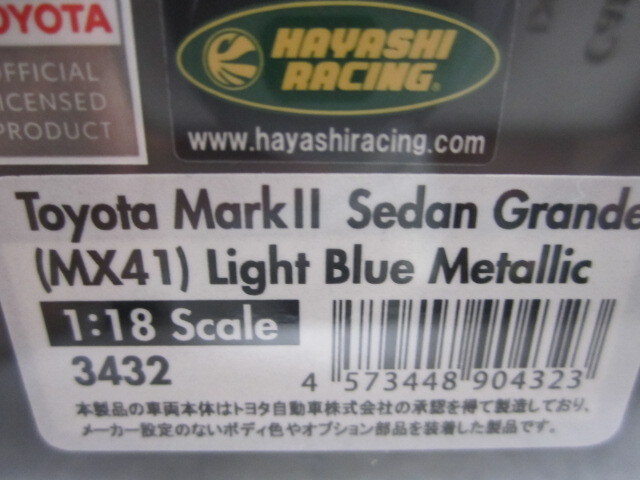 TOYOTA
OFFICIAL
LICENSED
PRODUCT
HAYASHI
RACING®
www.hayashiracing.com
Toyota MarkII Sedan Grande
(MX41) Light Blue Metallic
1:18 Scale
3432
4 573448 904323
本製品の車両本体はトヨタ自動車株式会社の承認を得て製造しており、
メーカー設定のないボディ色やオプション部品を装着した製品です。